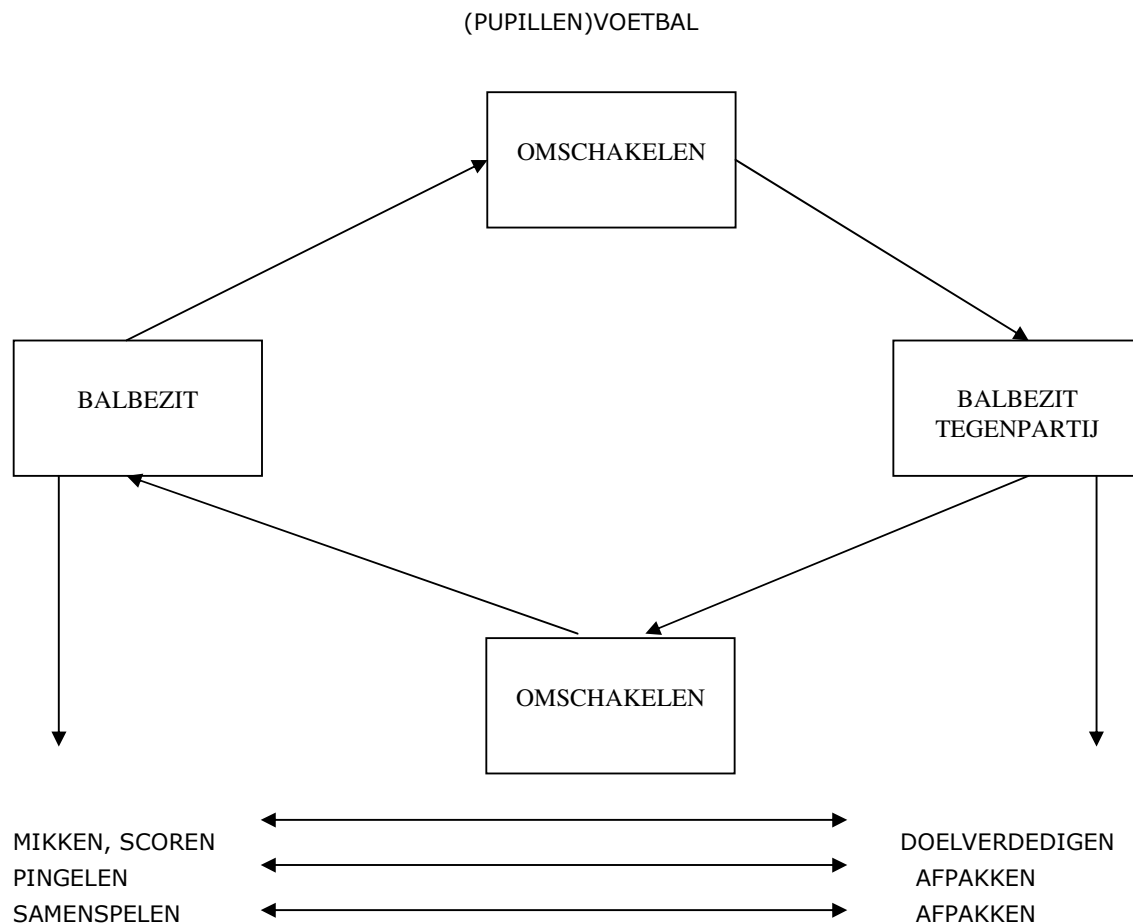 (PUPILLEN)VOETBAL
OMSCHAKELEN
BALBEZIT
BALBEZIT
TEGENPARTIJ
OMSCHAKELEN
MIKKEN, SCOREN DOELVERDEDIGEN
PINGELEN AFPAKKEN
SAMENSPELEN AFPAKKEN